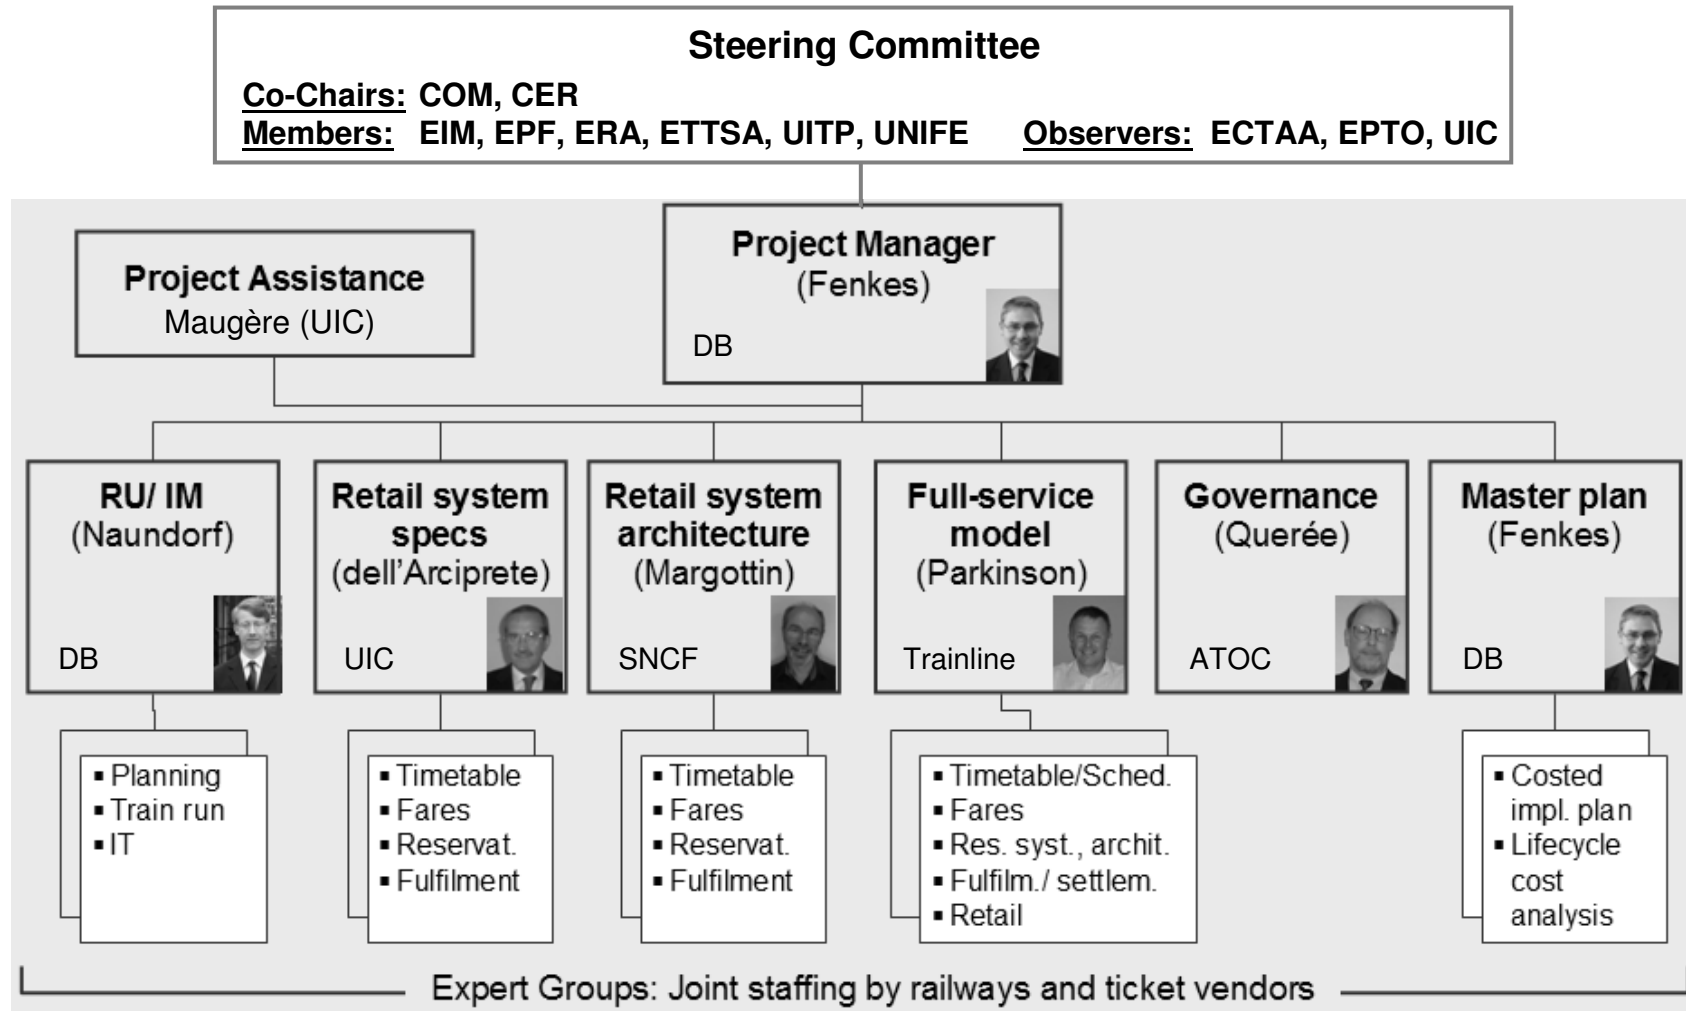 Steering Committee
Co-Chairs: COM, CER
Members: EIM, EPF, ERA, ETTSA, UITP, UNIFE Observers: ECTAA, EPTO, UIC
Project Assistance
Maugère (UIC)
Project Manager
(Fenkes)
DB
RU/ IM
(Naundorf)
DB
Retail system
specs
(dell'Arciprete)
UIC
Retail system
architecture
(Margottin)
SNCF
Full-service
model
(Parkinson)
Trainline
Governance
(Querée)
ATOC
Master plan
(Fenkes)
DB
▪ Planning
▪ Train run
▪ IT
▪ Timetable
▪ Fares
▪ Reservat.
▪ Fulfilment
▪ Timetable
▪ Fares
▪ Reservat.
▪ Fulfilment
▪ Timetable/Sched.
▪ Fares
▪ Res. syst., archit.
▪ Fulfilm./ settlem.
▪ Retail
▪ Costed
impl. plan
▪ Lifecycle
cost
analysis
Expert Groups: Joint staffing by railways and ticket vendors